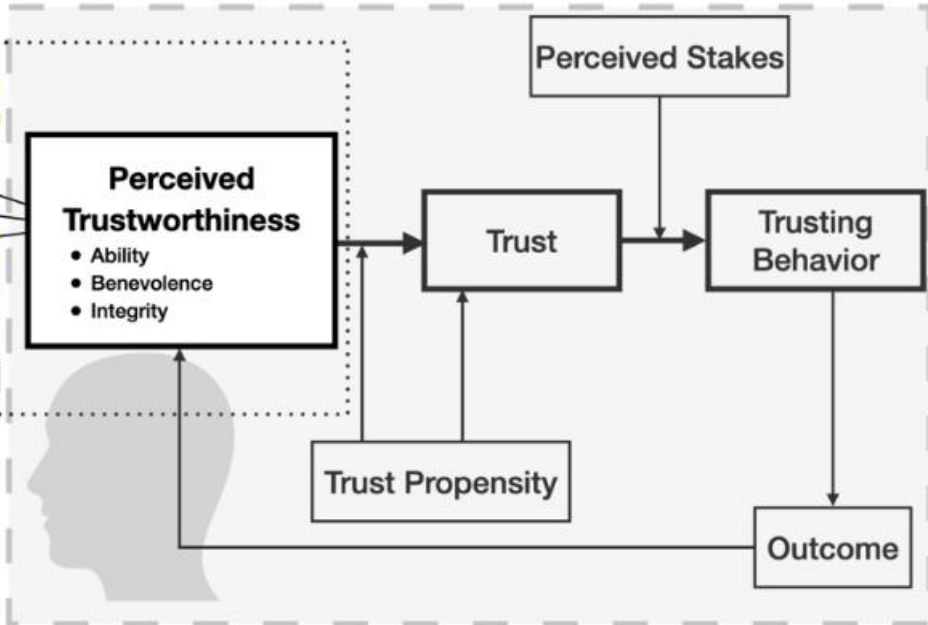 Perceived Stakes
Perceived
Trustworthiness
• Ability
• Benevolence
• Integrity
Trust
Trusting
Behavior
Trust Propensity
Outcome